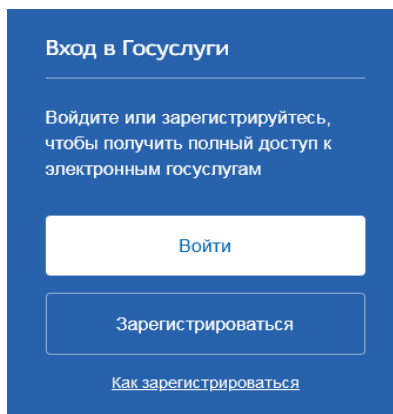 Вход в Госуслуги
Войдите или зарегистрируйтесь,
чтобы получить полный доступ к
электронным госуслугам
Войти
Зарегистрироваться
Как зарегистрироваться